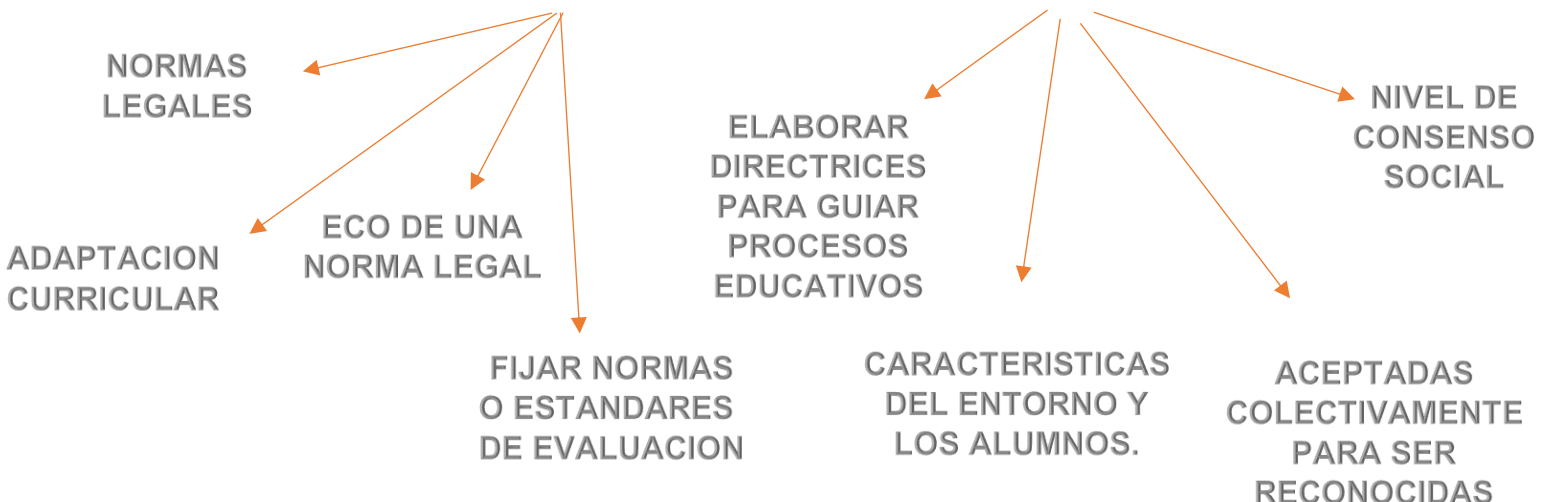 NORMAS
LEGALES
ADAPTACION
CURRICULAR
ECO DE UNA
NORMA LEGAL
FIJAR NORMAS
O ESTANDARES
DE EVALUACION
ELABORAR
DIRECTRICES
PARA GUIAR
PROCESOS
EDUCATIVOS
CARACTERISTICAS
DEL ENTORNO Y
LOS ALUMNOS.
ACEPTADAS
COLECTIVAMENTE
PARA SER
RECONOCIDAS
NIVEL DE
CONSENSO
SOCIAL